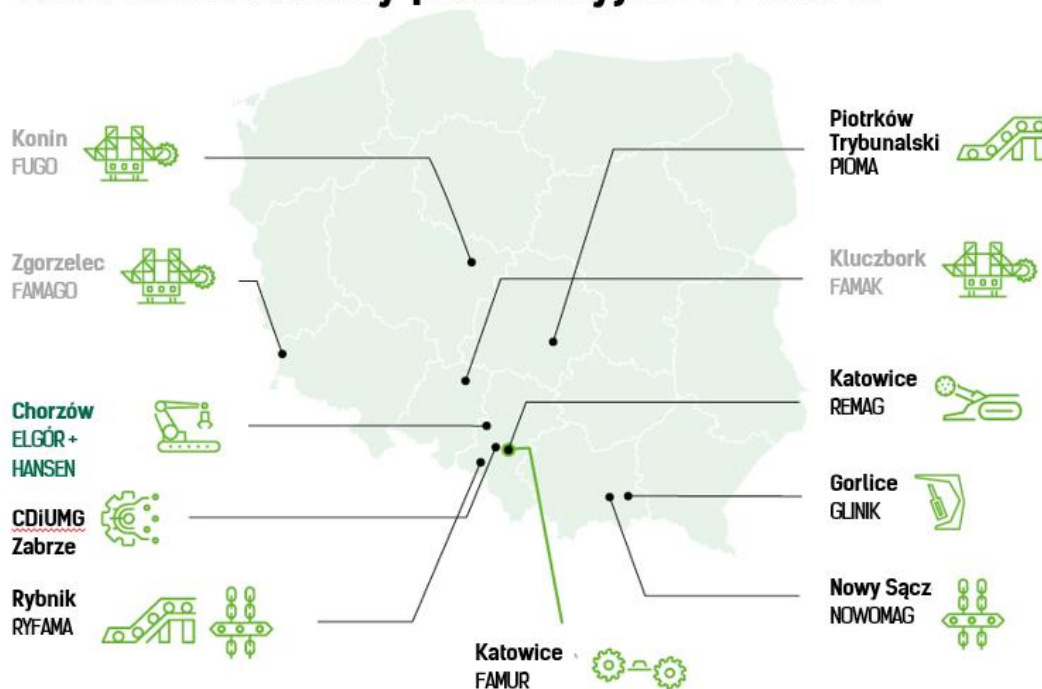 Konin
FUGO
Zgorzelec
FAMAGO
Chorzów
ELGÓR +
HANSEN
CDiUMG
Zabrze
Rybnik
RYFAMA
Katowice
FAMUR
Piotrków
Trybunalski
PIOMA
Kluczbork
FAMAK
Katowice
REMAG
Gorlice
GLINIK
Nowy Sącz
NOWOMAG